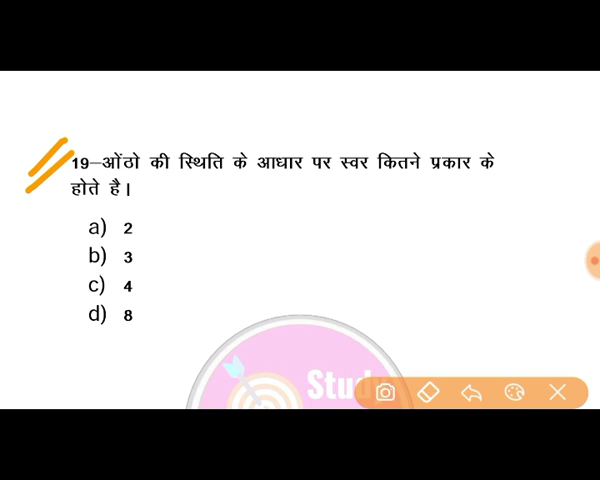 19–ओंठो की स्थिति के आधार पर स्वर कितने प्रकार के
होते है।
a) 2
b) 3
c) 4
d) 8